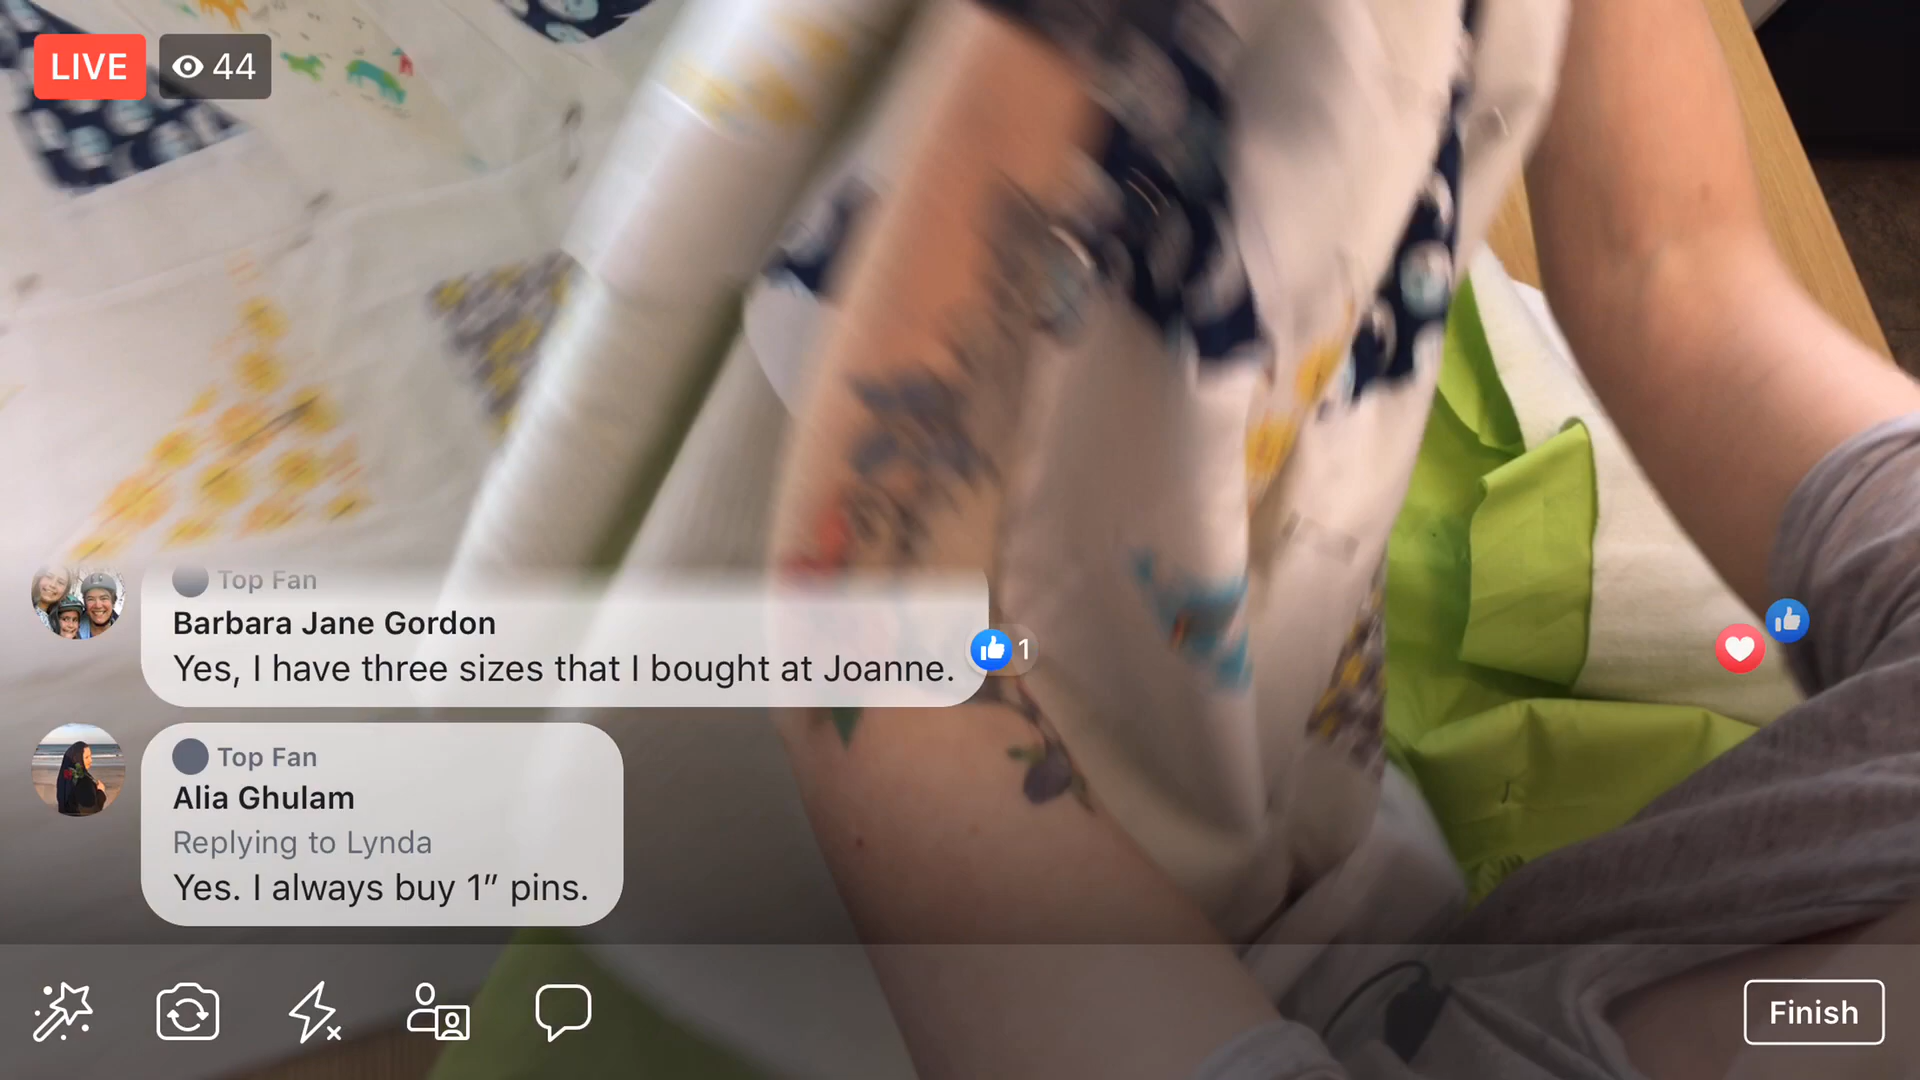 LIVE 44
Top Fan
Barbara Jane Gordon
Yes, I have three sizes that I bought at Joanne.
1
Top Fan
Alia Ghulam
Replying to Lynda
Yes. I always buy 1” pins.
Finish